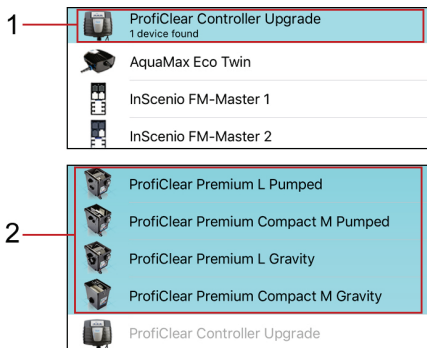 1
ProfiClear Controller Upgrade
1 device found
AquaMax Eco Twin
InScenio FM-Master 1
InScenio FM-Master 2
2
ProfiClear Premium L Pumped
ProfiClear Premium Compact M Pumped
ProfiClear Premium L Gravity
ProfiClear Premium Compact M Gravity
ProfiClear Controller Upgrade